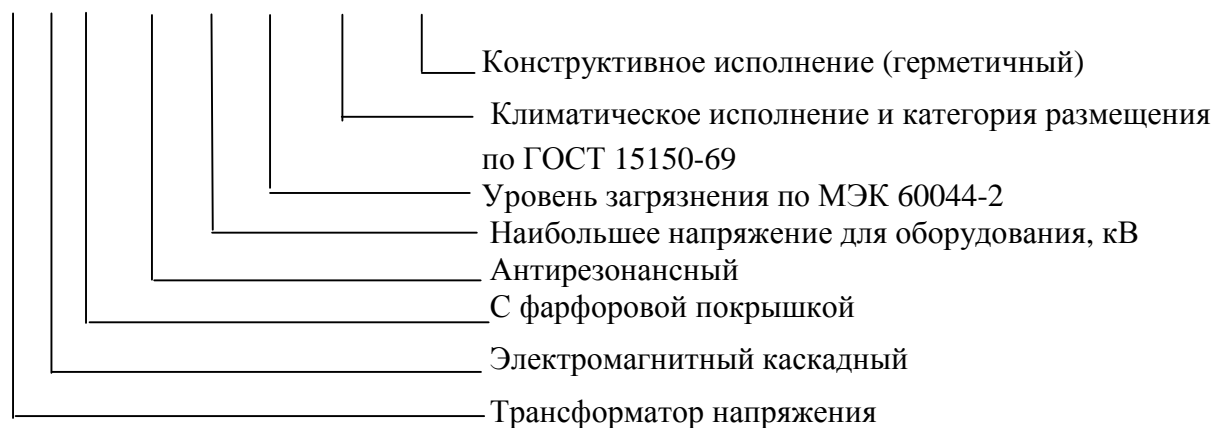 Конструктивное исполнение (герметичный)
Климатическое исполнение и категория размещения
по ГОСТ 15150-69
Уровень загрязнения по МЭК 60044-2
Наибольшее напряжение для оборудования, кВ
Антирезонансный
С фарфоровой покрышкой
Электромагнитный каскадный
Трансформатор напряжения